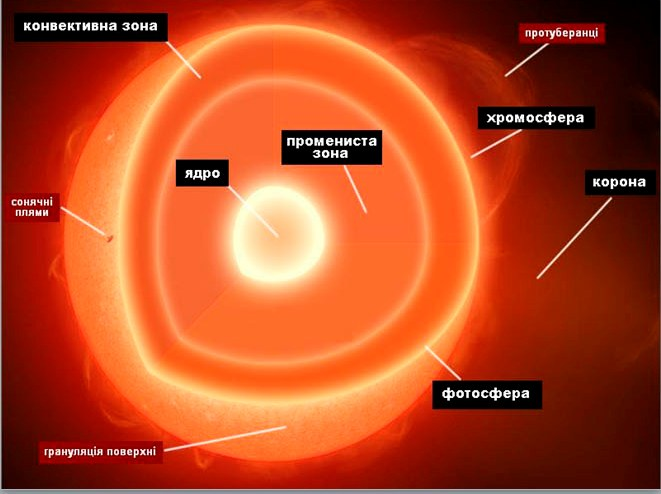 конвективна зона
протуберанці
хромосфера
промениста
зона
ядро
корона
сонячні
плями
фотосфера
грануляція поверхні